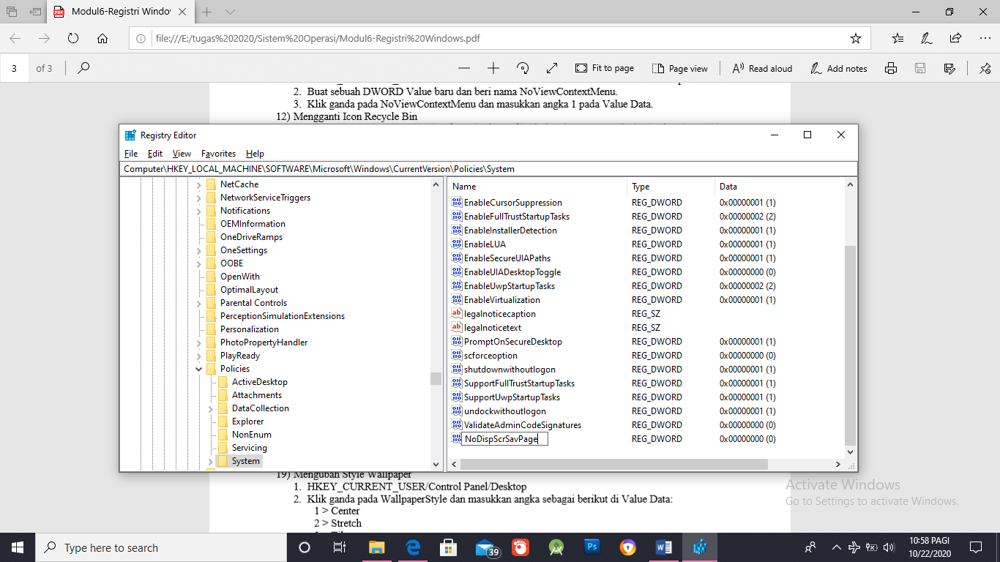 Modul6-Registri Windov
file:///E:/tugas%202020/Sistem%20Operasi/Modul6-Registri%20Windows.pdf
3 of 3 Fit to page Page view Read aloud Add notes
2. Buat sebuah DWORD Value baru dan beri nama NoViewContextMenu.
3. Klik ganda pada NoViewContextMenu dan masukkan angka 1 pada Value Data.
12) Mengganti Icon Recycle Bin
Registry Editor
File Edit View Favorites Help
Computer\HKEY_LOCAL_MACHINE\SOFTWARE\Microsoft\Windows\CurrentVersion\Policies\System
NetCache
NetworkServiceTriggers
Notifications
OEMInformation
OneDriveRamps
OneSettings
OOBE
OpenWith
OptimalLayout
Parental Controls
PerceptionSimulationExtensions
Personalization
PhotoPropertyHandler
PlayReady
Policies
ActiveDesktop
Attachments
DataCollection
Explorer
NonEnum
Servicing
System
Name Type Data
EnableCursorSuppression REG_DWORD 0x00000001 (1)
EnableFullTrustStartupTasks REG_DWORD 0x00000002 (2)
EnableInstallerDetection REG_DWORD 0x00000001 (1)
EnableLUA REG_DWORD 0x00000001 (1)
EnableSecureUIAPaths REG_DWORD 0x00000001 (1)
EnableUIADesktopToggle REG_DWORD 0x00000000 (0)
EnableUwpStartupTasks REG_DWORD 0x00000002 (2)
EnableVirtualization REG_DWORD 0x00000001 (1)
legalnoticecaption REG_SZ
legalnoticetext REG_SZ
PromptOnSecureDesktop REG_DWORD 0x00000001 (1)
scforceoption REG_DWORD 0x00000000 (0)
shutdownwithoutlogon REG_DWORD 0x00000001 (1)
SupportFullTrustStartupTasks REG_DWORD 0x00000001 (1)
SupportUwpStartupTasks REG_DWORD 0x00000001 (1)
undockwithoutlogon REG_DWORD 0x00000001 (1)
ValidateAdminCodeSignatures REG_DWORD 0x00000000 (0)
NoDispScrSavPage REG_DWORD 0x00000000 (0)
19) Mengubah Style Wallpaper
1. HKEY_CURRENT_USER/Control Panel/Desktop
2. Klik ganda pada WallpaperStyle dan masukkan angka sebagai berikut di Value Data:
1 > Center
2 > Stretch
Activate Windows
Go to Settings to activate Windows.
Type here to search
39
10:58 PAGI
10/22/2020